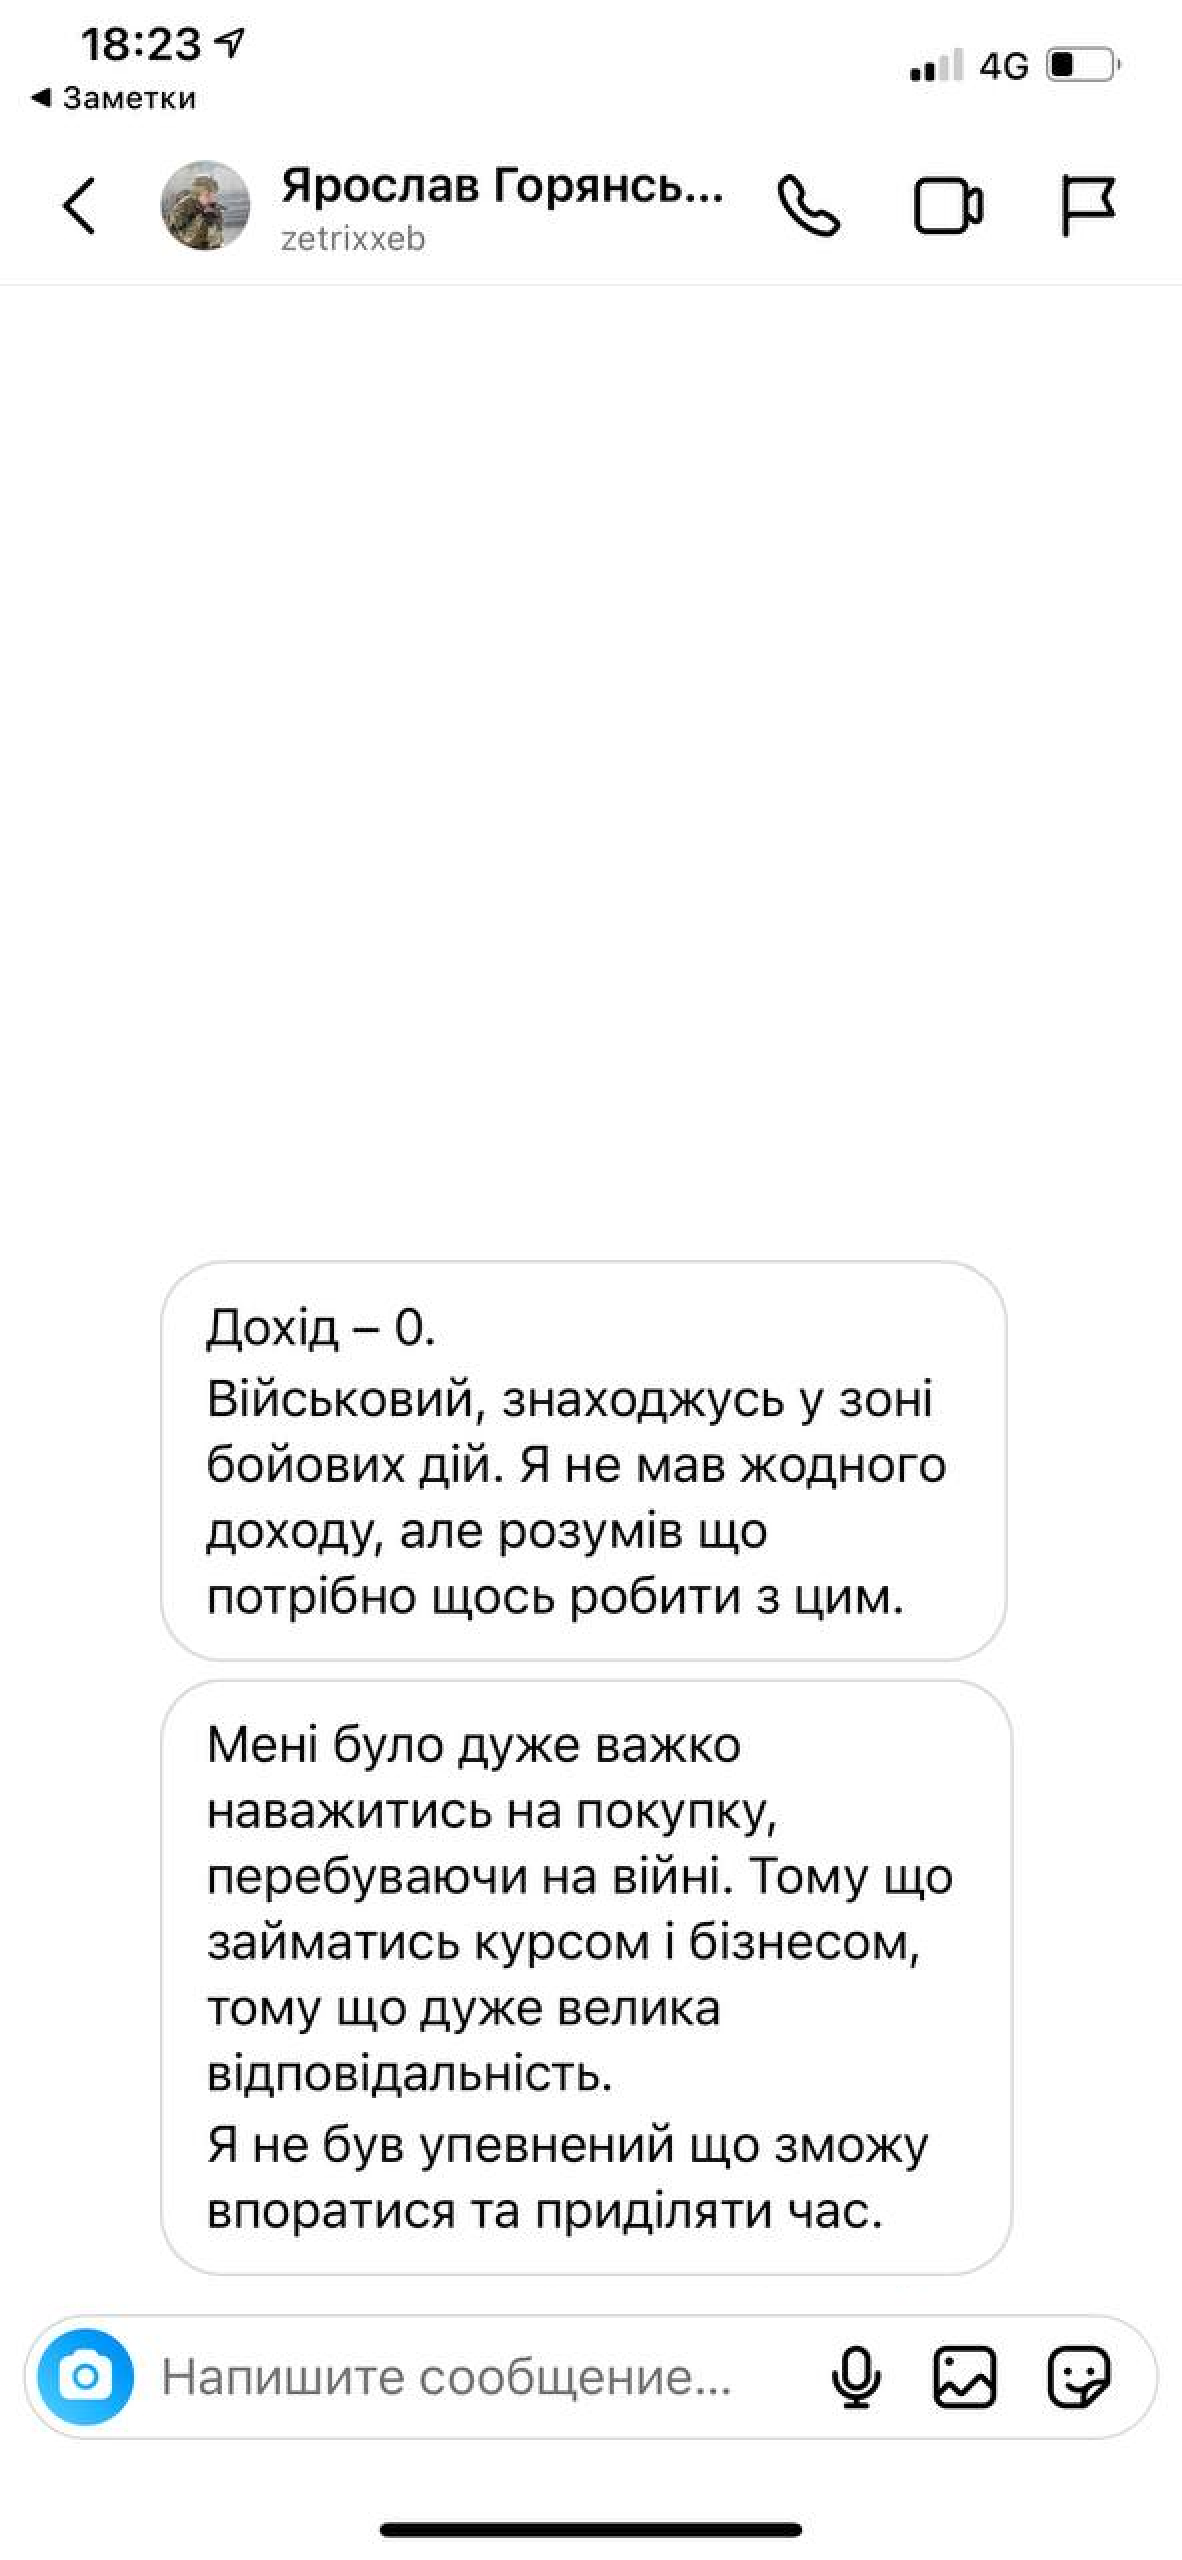 18:23
Заметки
4G
Ярослав Горянсь...
zetrixxeb
Дохід – 0.
Військовий, знаходжусь у зоні
бойових дій. Я не мав жодного
доходу, але розумів що
потрібно щось робити з цим.
Мені було дуже важко
наважитись на покупку,
перебуваючи на війні. Тому що
займатись курсом і бізнесом,
тому що дуже велика
відповідальність.
Я не був упевнений що зможу
впоратися та приділяти час.
Напишите сообщение...